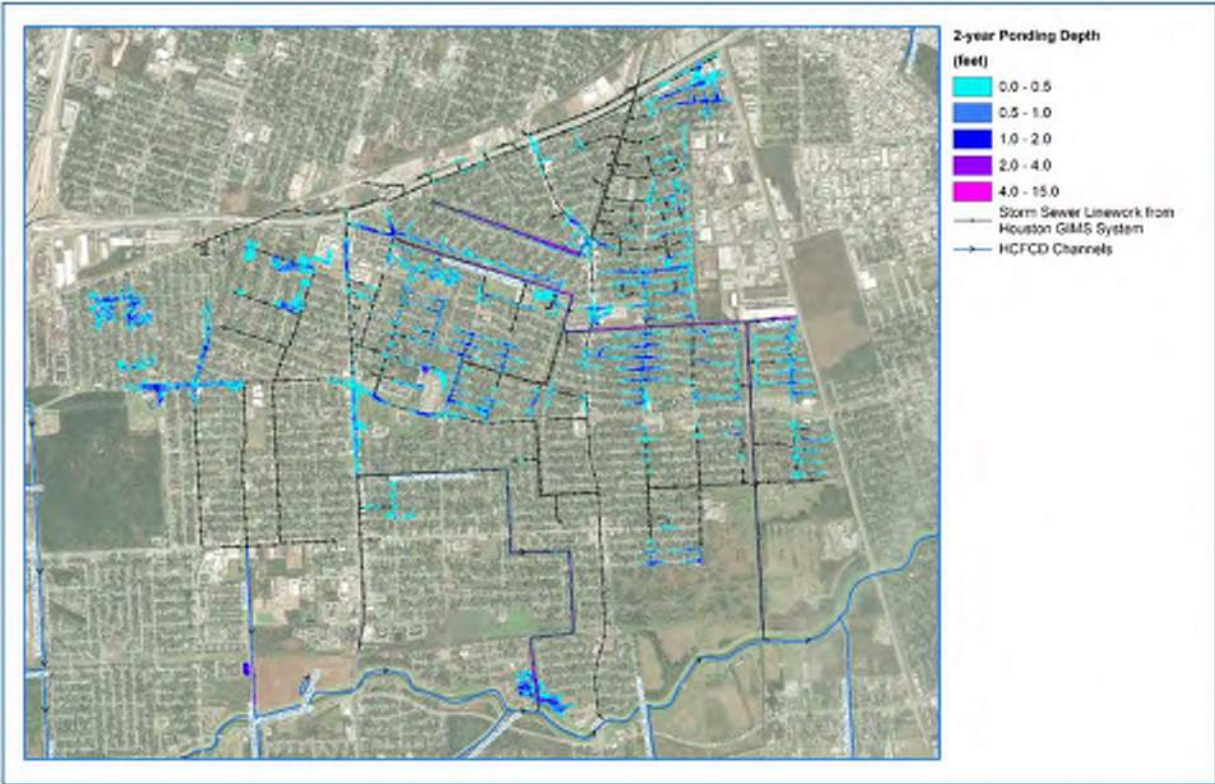 2-year Ponding Depth
(feet)
0.0 - 0.5
0.5 - 1.0
1.0 - 2.0
2.0 - 4.0
4.0 - 15.0
Storm Sewer Linework from
Houston GIMS System
HCFCD Channels